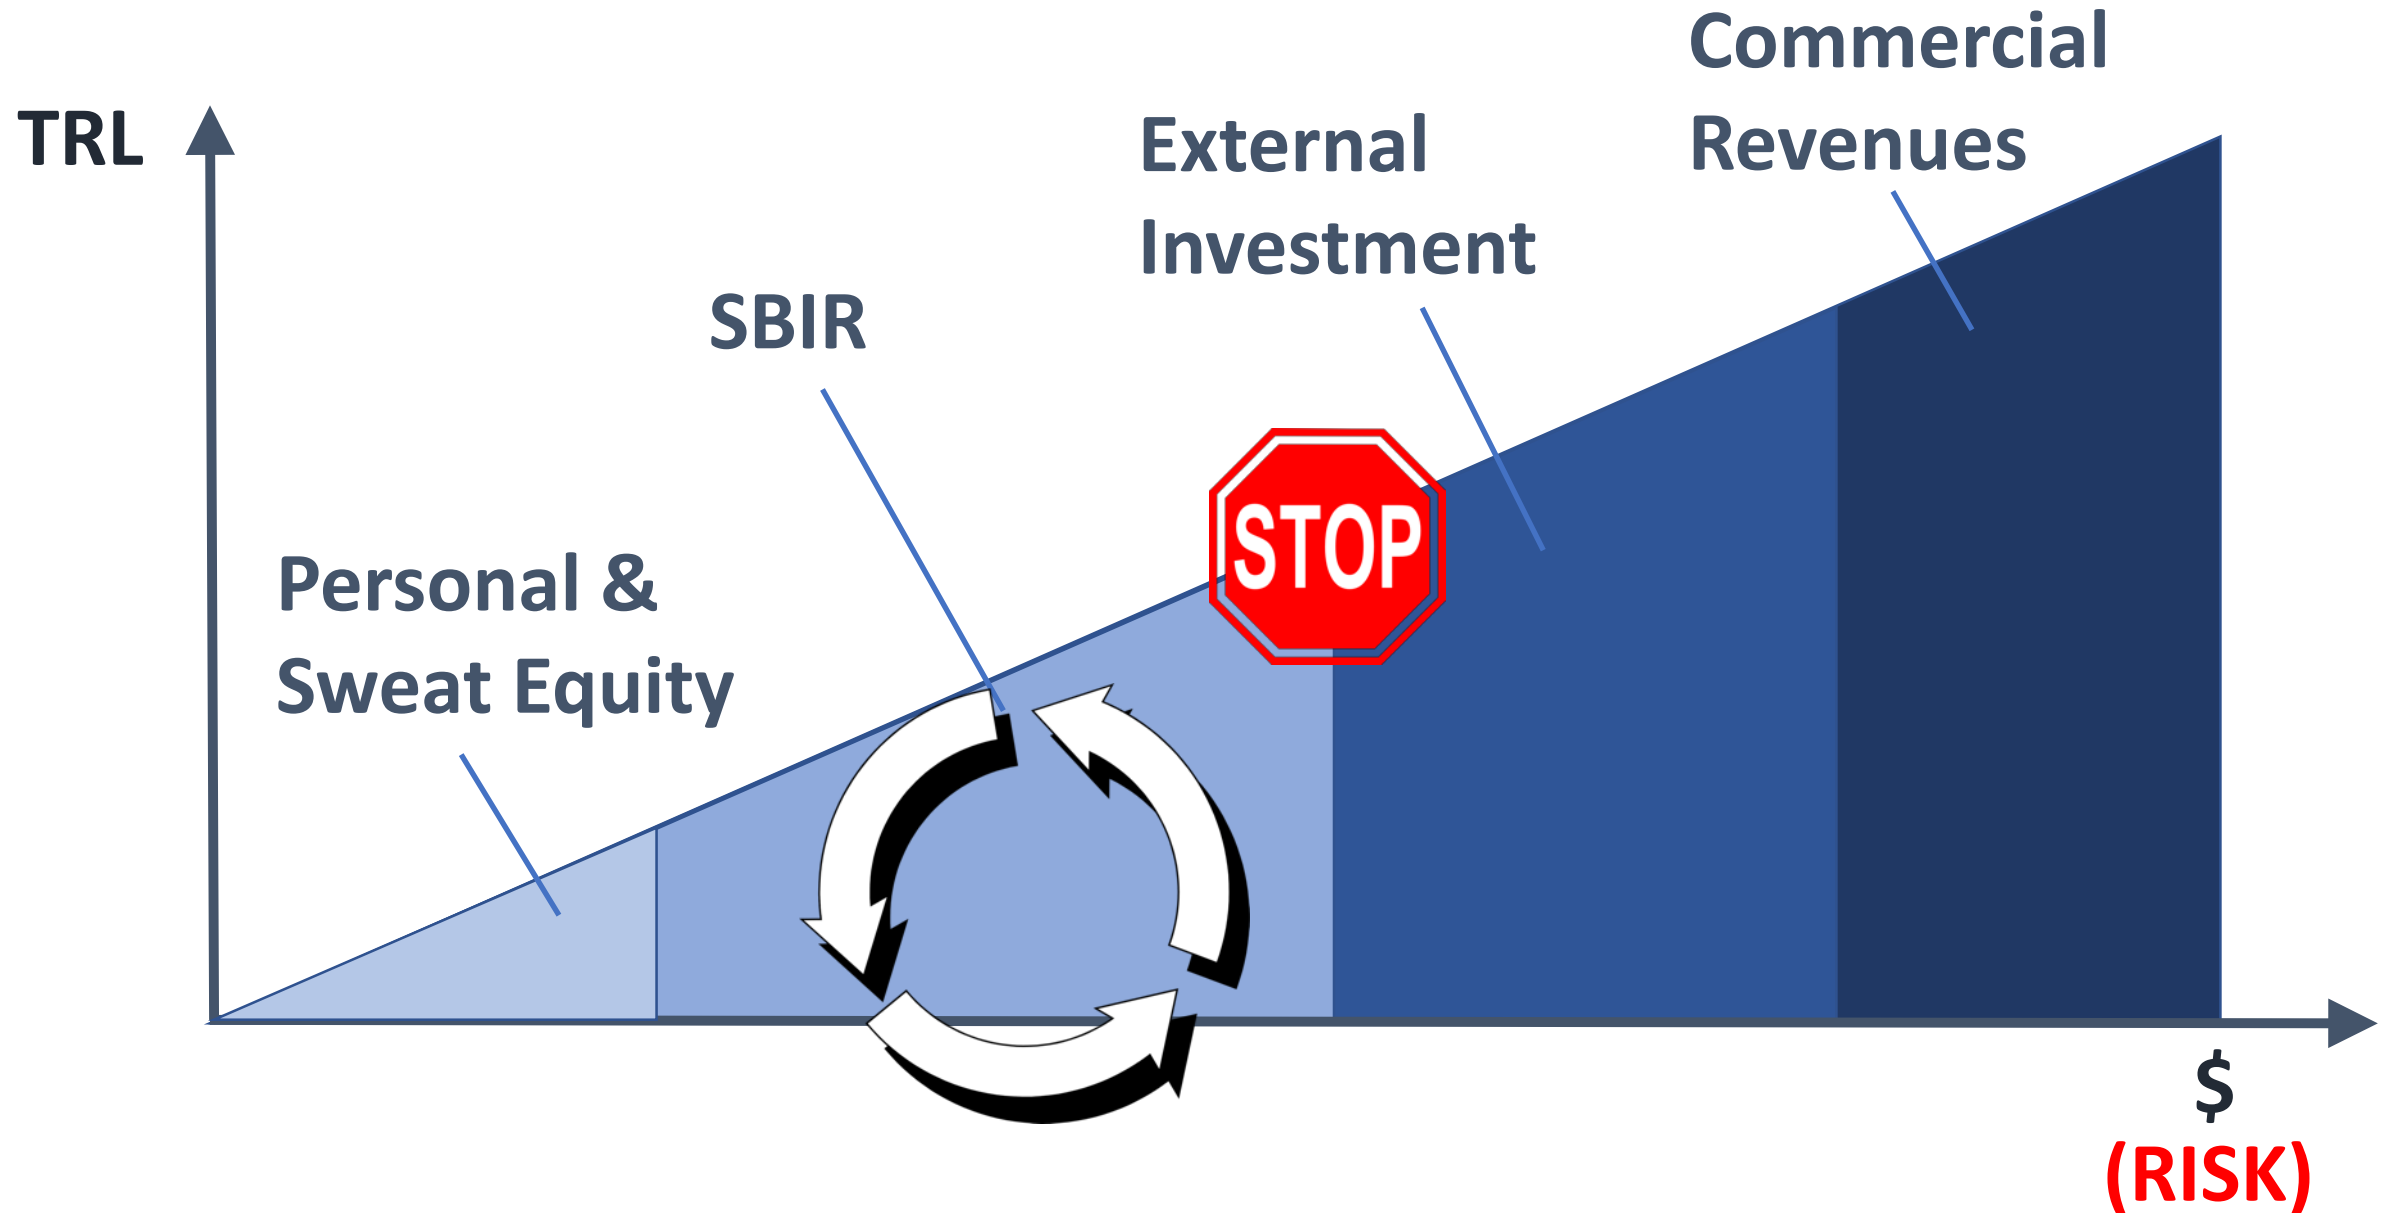 Commercial
Revenues
TRL
External
Investment
SBIR
STOP
Personal &
Sweat Equity
$
(RISK)